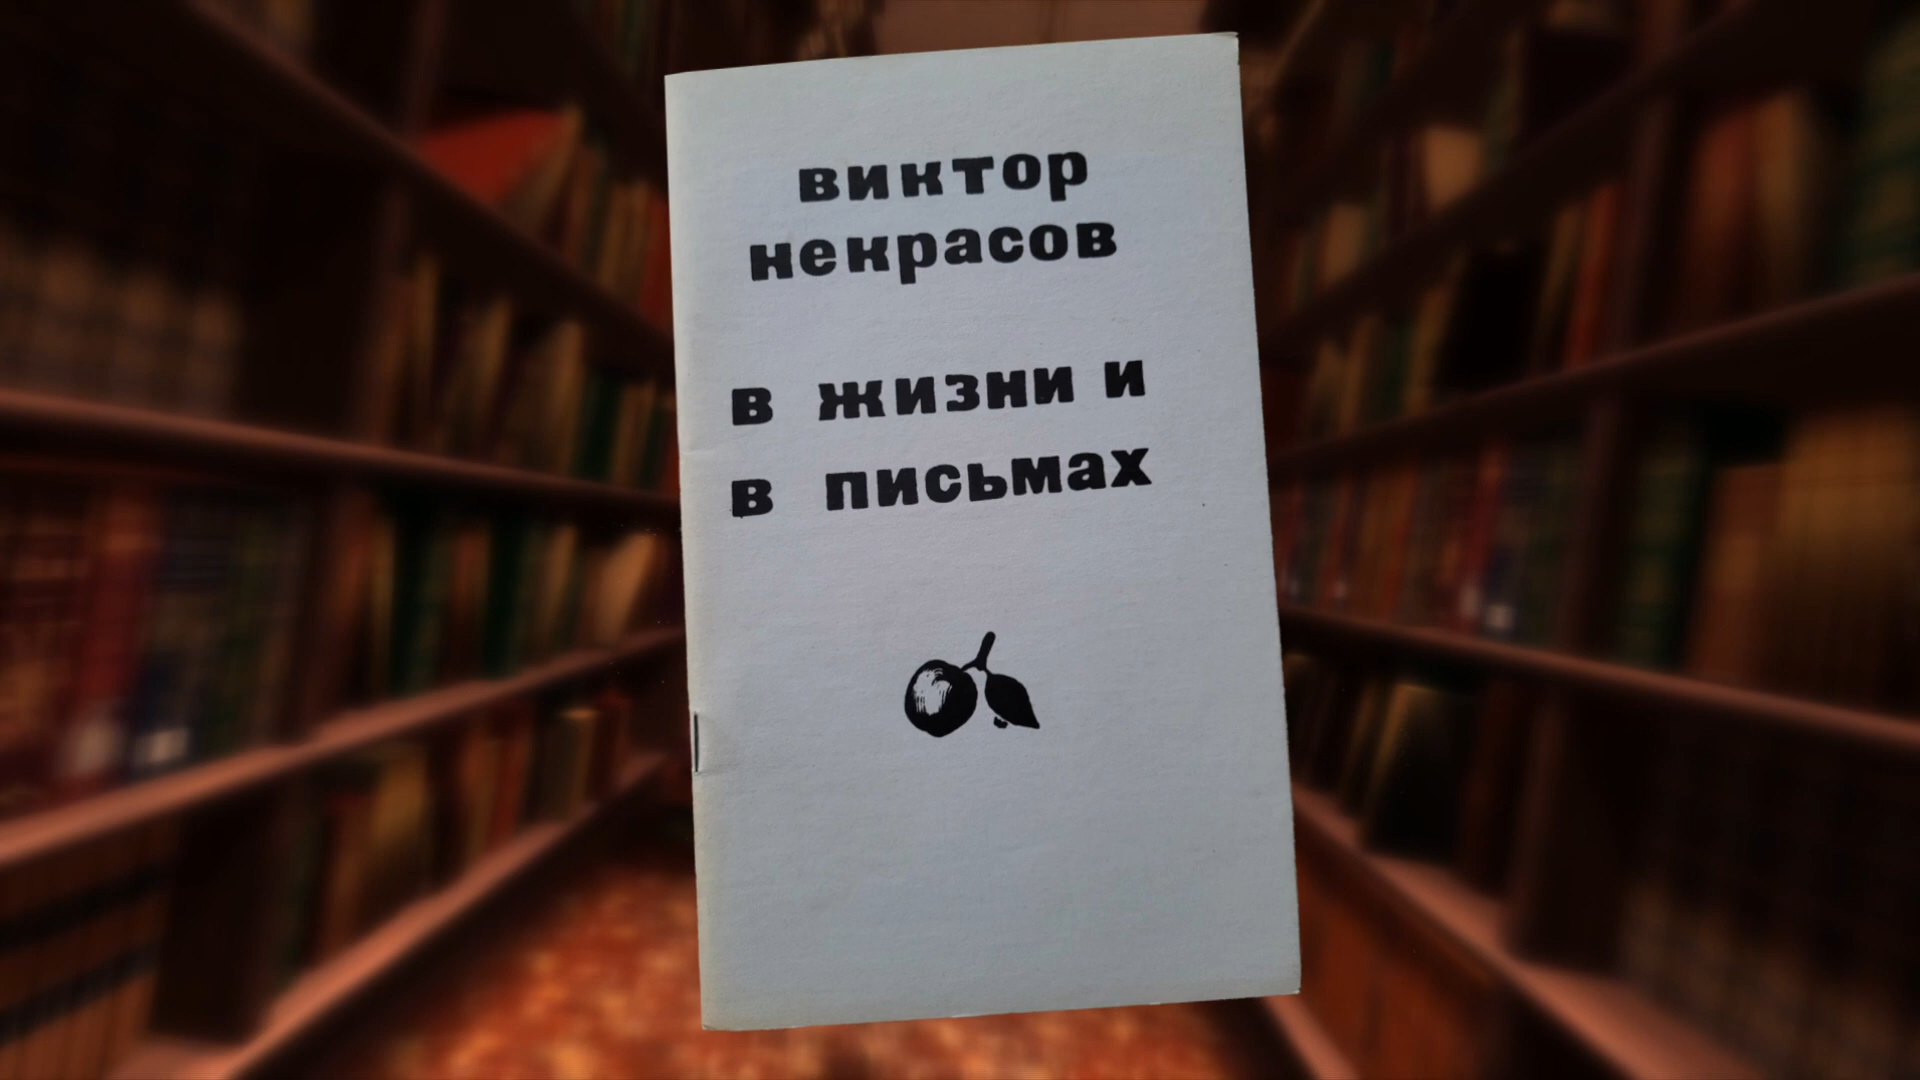 виктор
некрасов
в жизни и
в письмах